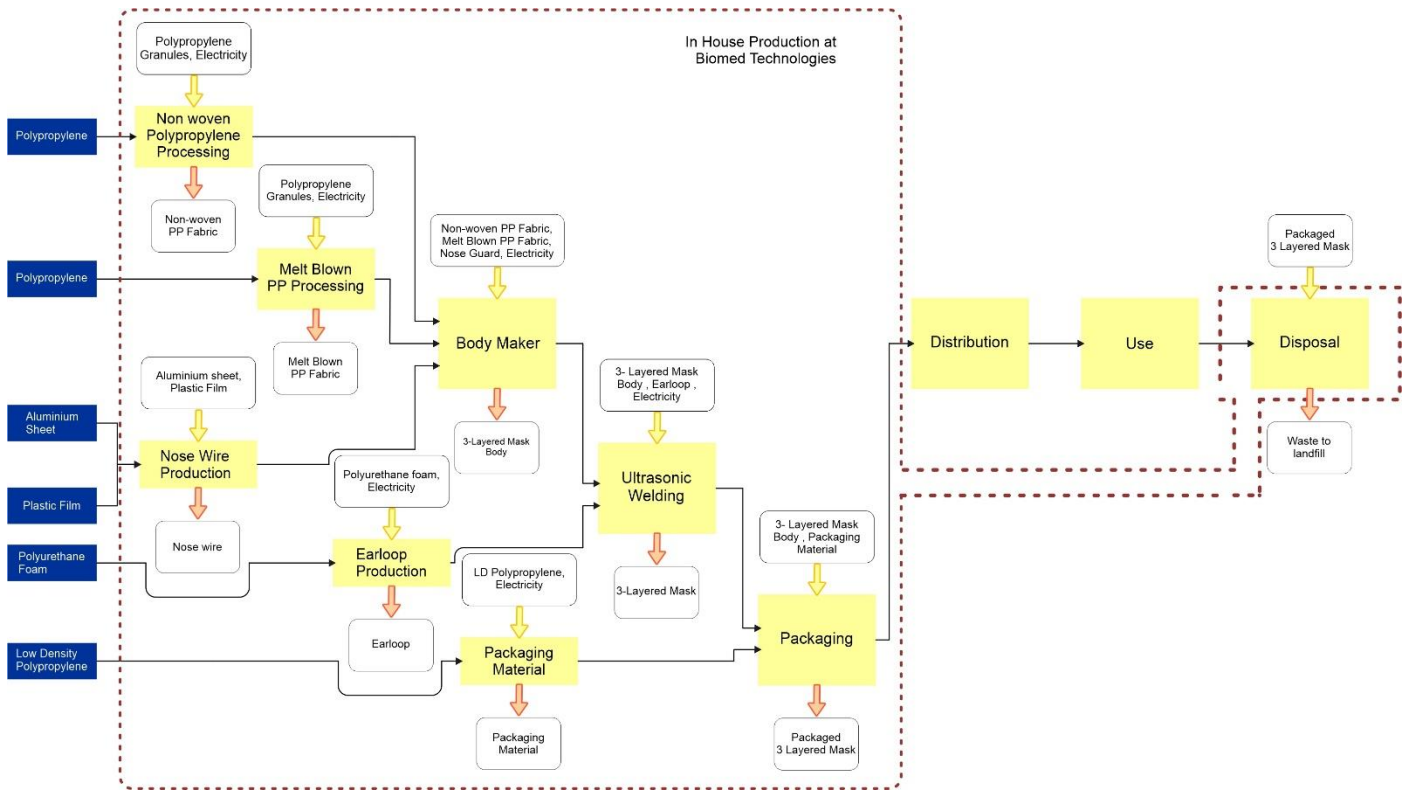 In House Production at
Biomed Technologies
Polypropylene
Granules, Electricity
Polypropylene
Non woven
Polypropylene
Processing
Non-woven
PP Fabric
Polypropylene
Granules, Electricity
Polypropylene
Melt Blown
PP Processing
Melt Blown
PP Fabric
Non-woven PP Fabric,
Melt Blown PP Fabric,
Nose Guard, Electricity
Body Maker
3-Layered Mask
Body
Aluminium sheet,
Plastic Film
Aluminium
Sheet
Plastic Film
Nose Wire
Production
Nose wire
Polyurethane foam,
Electricity
Polyurethane
Foam
Earloop
Production
Earloop
3- Layered Mask
Body , Earloop ,
Electricity
Ultrasonic
Welding
3-Layered Mask
LD Polypropylene,
Electricity
Low Density
Polypropylene
Packaging
Material
Packaging
Material
3- Layered Mask
Body , Packaging
Material
Packaging
Packaged
3 Layered Mask
Distribution
Use
Packaged
3 Layered Mask
Disposal
Waste to
landfill